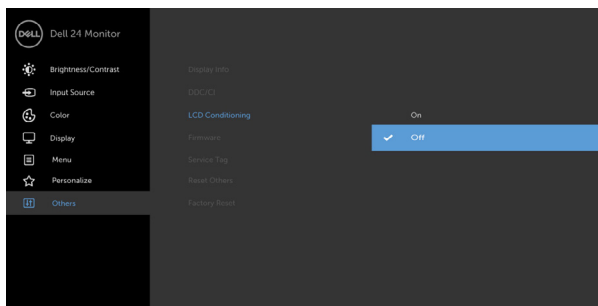 DELL Dell 24 Monitor
Brightness/Contrast
Input Source
Color
Display
Menu
Personalize
Others
Display Info
DDC/CI
LCD Conditioning
Firmware
Service Tag
Reset Others
Factory Reset
On
Off